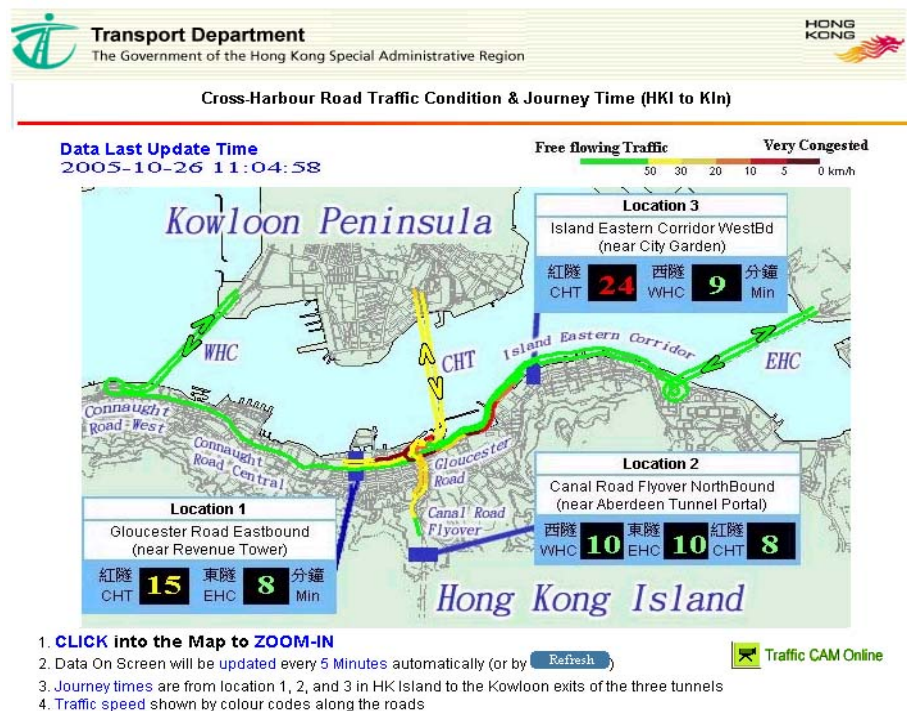 Transport Department
The Government of the Hong Kong Special Administrative Region
HONG
KONG
Cross-Harbour Road Traffic Condition & Journey Time (HKI to Kln)
Data Last Update Time
2005-10-26 11:04:58
Free flowing Traffic
Very Congested
50 30 20 10 5 0 km/h
Kowloon Peninsula
Location 3
Island Eastern Corridor WestBd
(near City Garden)
紅隧 西隧 分鐘
CHT 24 WHC 9 Min
WHC
CHT
Island Eastern Corridor
EHC
Connaught
Road West
Connaught
Road Central
Gloucester
Road
Canal Road
Flyover
Location 2
Canal Road Flyover NorthBound
(near Aberdeen Tunnel Portal)
西隧 東隧 紅隧
WHC 10 EHC 10 CHT 8
Location 1
Gloucester Road Eastbound
(near Revenue Tower)
紅隧 東隧 分鐘
CHT 15 EHC 8 Min
Hong Kong Island
1. CLICK into the Map to ZOOM-IN
2. Data On Screen will be updated every 5 Minutes automatically (or by Refresh)
3. Journey times are from location 1, 2, and 3 in HK Island to the Kowloon exits of the three tunnels
4. Traffic speed shown by colour codes along the roads
Traffic CAM Online